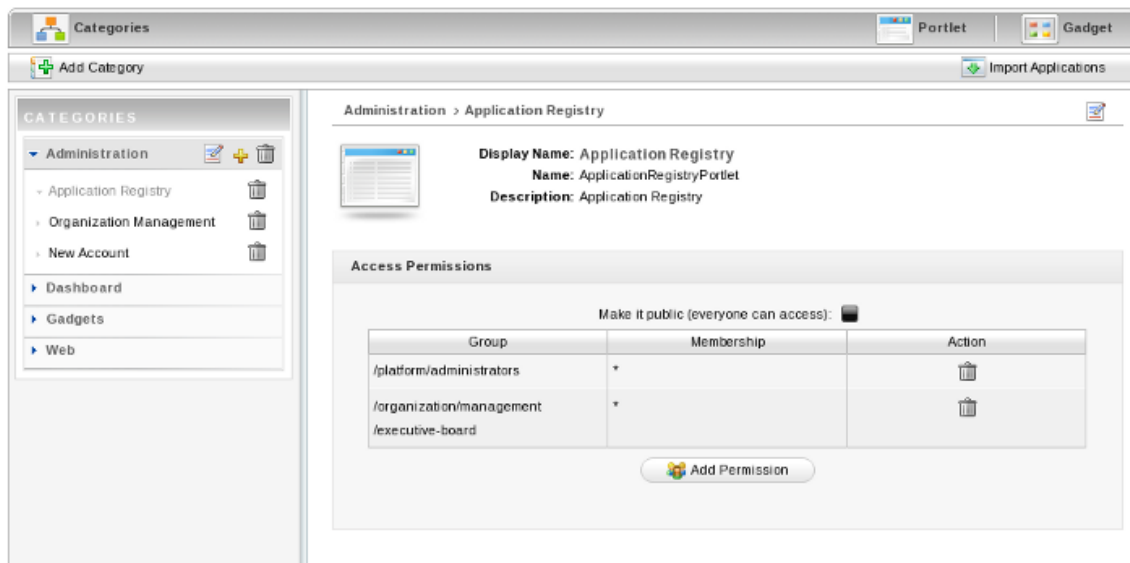 Categories
Portlet
Gadget
Add Category
Import Applications
CATEGORIES
Administration
Application Registry
Organization Management
New Account
Dashboard
Gadgets
Web
Administration > Application Registry
Display Name: Application Registry
Name: ApplicationRegistryPortlet
Description: Application Registry
Access Permissions
Make it public (everyone can access):
Group Membership Action
/platform/administrators *
/organization/management *
/executive-board
Add Permission